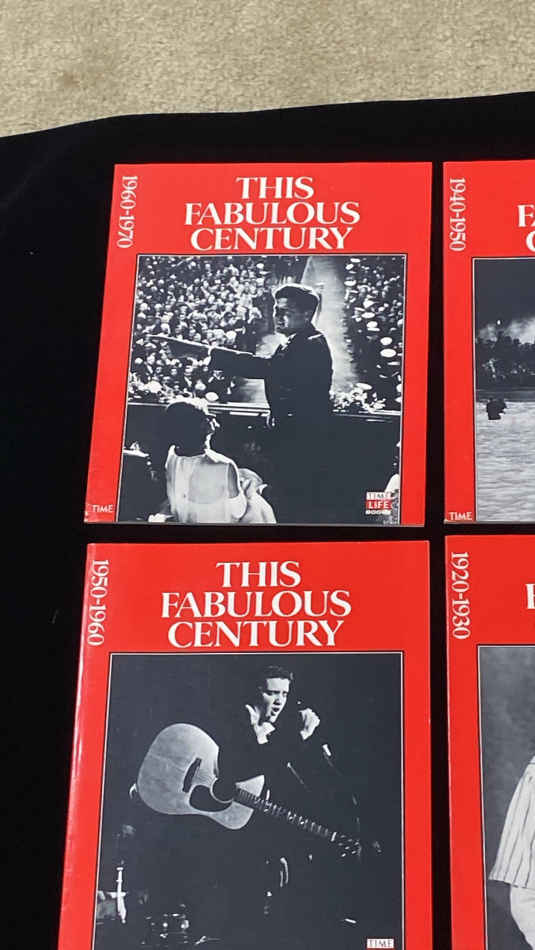 1960-1970
THIS
FABULOUS
CENTURY
TIME
TIME
LIFE
BOOKS
1940-1950
TIME
1950-1960
THIS
FABULOUS
CENTURY
TIME
1920-1930